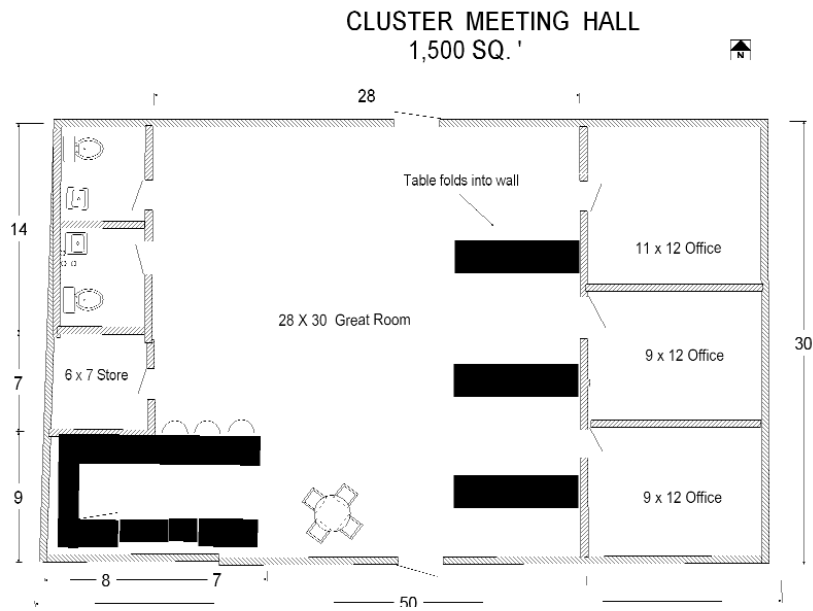 CLUSTER MEETING HALL
1,500 SQ. '
N
28
Table folds into wall
14
11 x 12 Office
28 X 30 Great Room
30
9 x 12 Office
6 x 7 Store
7
9
9 x 12 Office
8
7
50